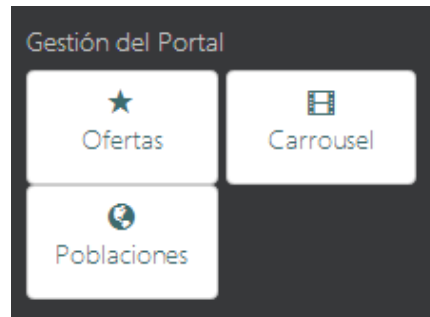 Gestión del Portal
Ofertas
Carrousel
Poblaciones